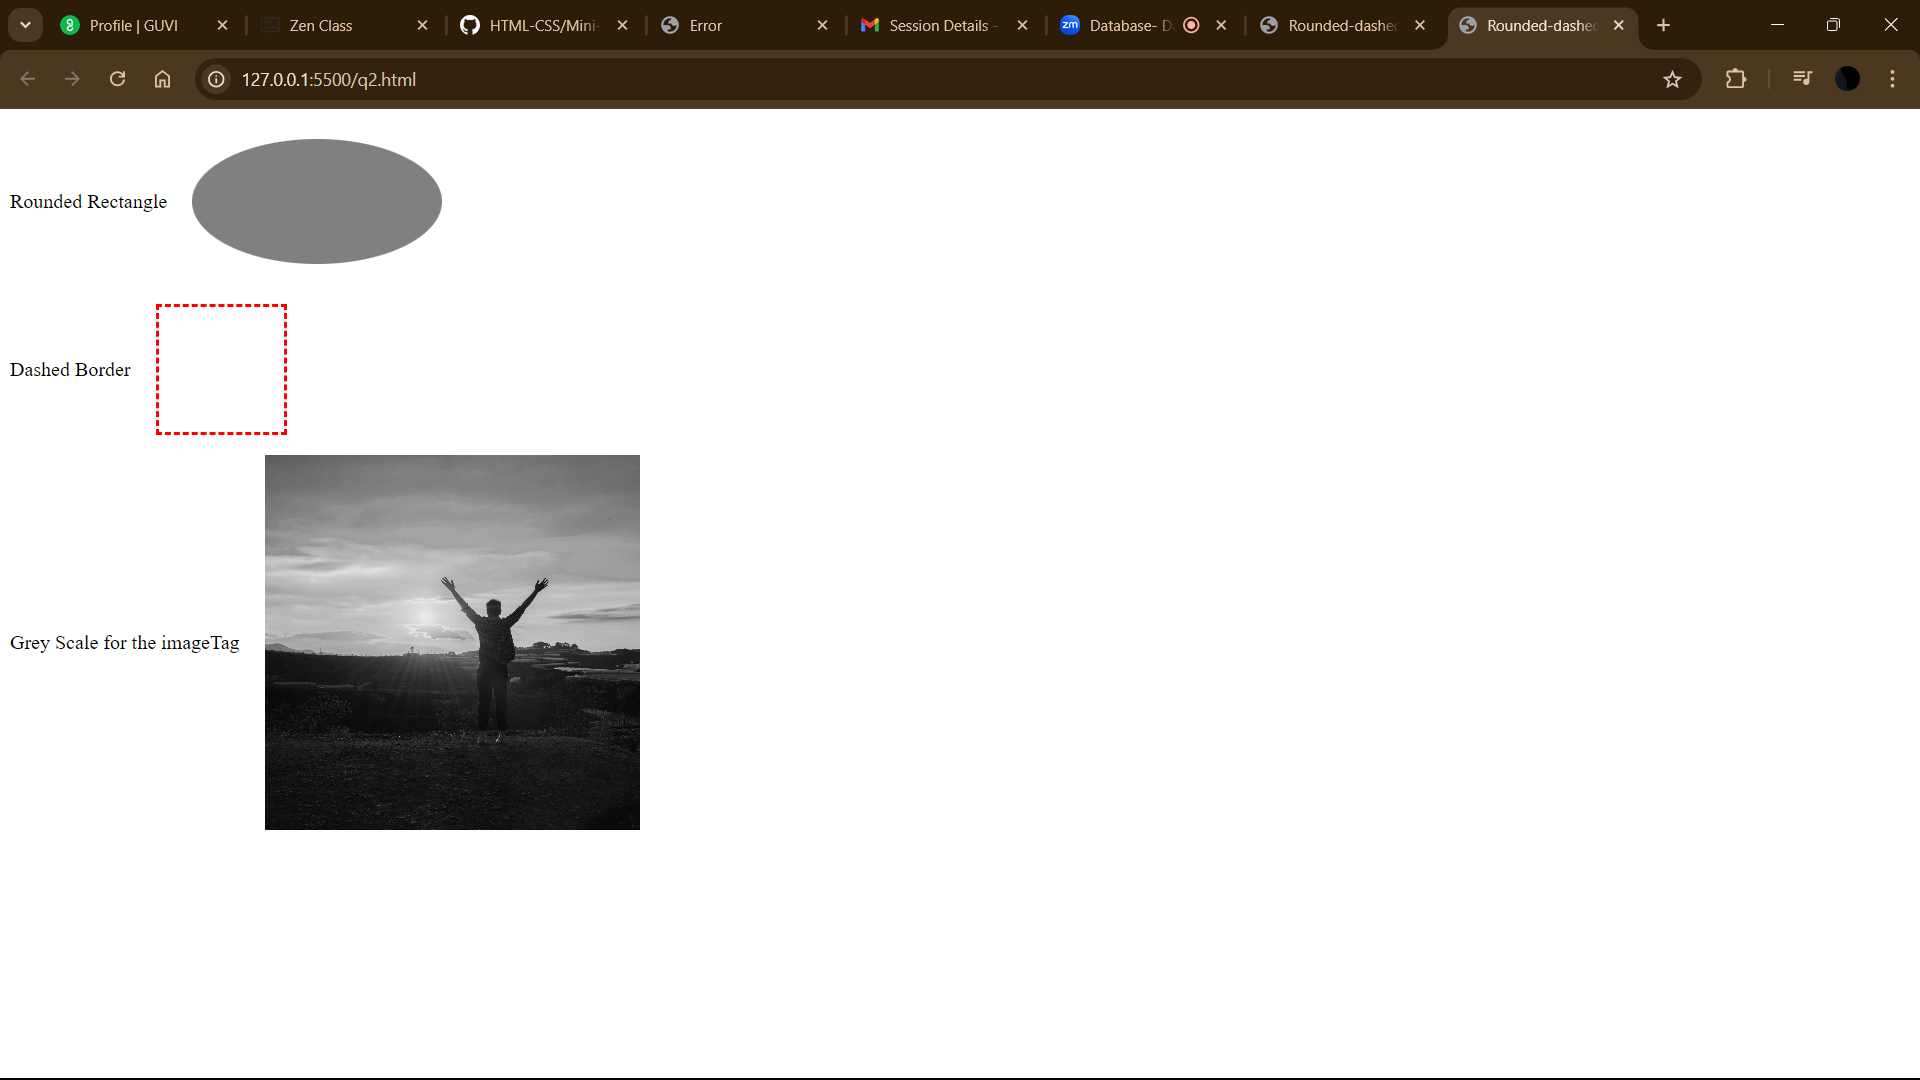 Profile | GUVI
Zen Class
HTML-CSS/Mini-
Error
Session Details -
zm
Database- D
Rounded-dashe
Rounded-dashe
127.0.0.1:5500/q2.html
Rounded Rectangle
Dashed Border
Grey Scale for the imageTag